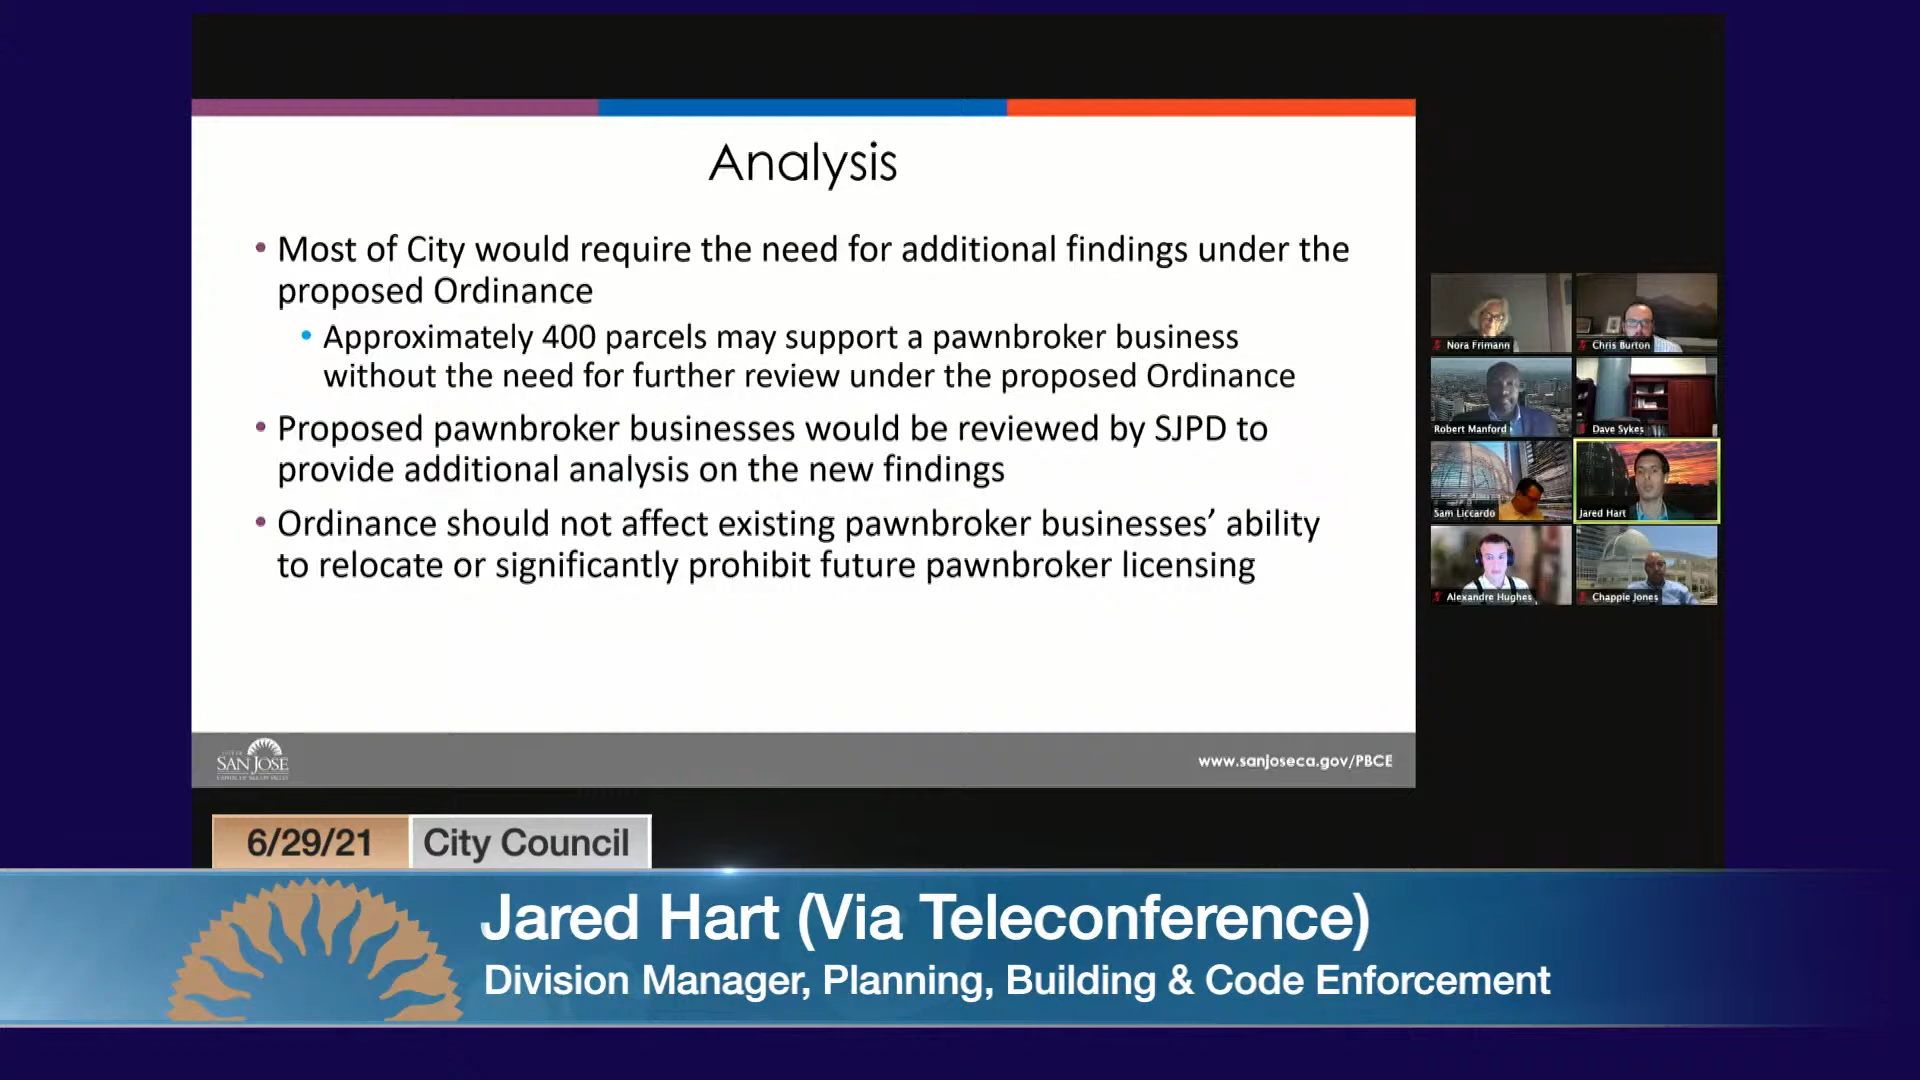 Analysis
• Most of City would require the need for additional findings under the
proposed Ordinance
• Approximately 400 parcels may support a pawnbroker business
without the need for further review under the proposed Ordinance
• Proposed pawnbroker businesses would be reviewed by SJPD to
provide additional analysis on the new findings
• Ordinance should not affect existing pawnbroker businesses’ ability
to relocate or significantly prohibit future pawnbroker licensing
CITY OF
SAN JOSE
CAPITAL OF SILICON VALLEY
www.sanjoseca.gov/PBCE
Nora Frimann
Chris Burton
Robert Manford
Dave Sykes
Sam Liccardo
Jared Hart
Alexandre Hughes
Chappie Jones
6/29/21
City Council
Jared Hart (Via Teleconference)
Division Manager, Planning, Building & Code Enforcement